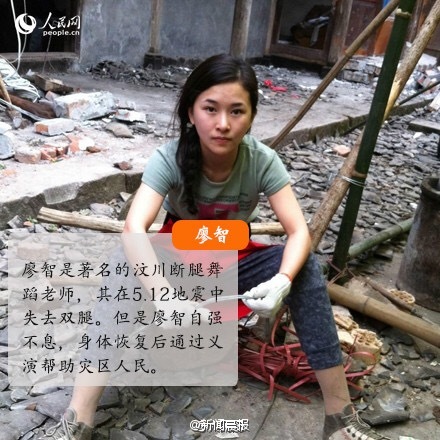 人民网
people.cn
廖智
廖智是著名的汶川断腿舞
蹈老师，其在5.12地震中
失去双腿。但是廖智自强
不息，身体恢复后通过义
演帮助灾区人民。
@新闻晨报